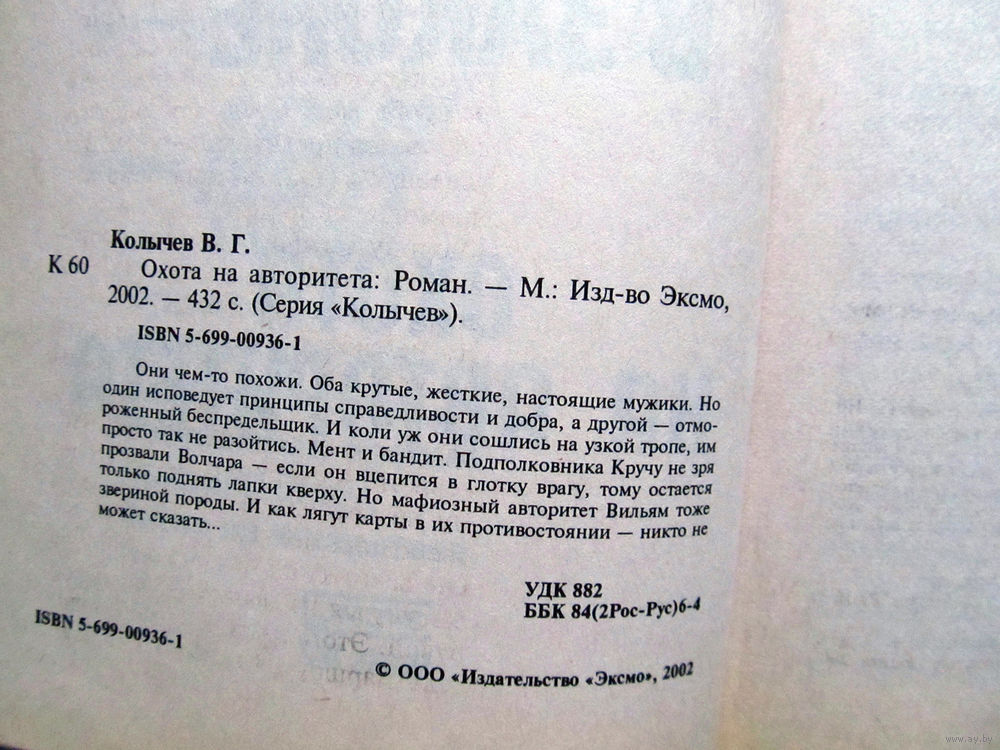 Колычев В. Г.
К 60
Охота на авторитета: Роман. — М.: Изд-во Эксмо,
2002. — 432 с. (Серия «Колычев»).
ISBN 5-699-00936-1
Они чем-то похожи. Оба крутые, жесткие, настоящие мужики. Но
один исповедует принципы справедливости и добра, а другой — отмо-
роженный беспредельщик. И коли уж они сошлись на узкой тропе, им
просто так не разойтись. Мент и бандит. Подполковника Кручу не зря
прозвали Волчара — если он вцепится в глотку врагу, тому остается
только поднять лапки кверху. Но мафиозный авторитет Вильям тоже
звериной породы. И как лягут карты в их противостоянии — никто не
может сказать...
УДК 882
ББК 84(2Рос-Рус)6-4
ISBN 5-699-00936-1
© ООО «Издательство «Эксмо», 2002
www.ay.by